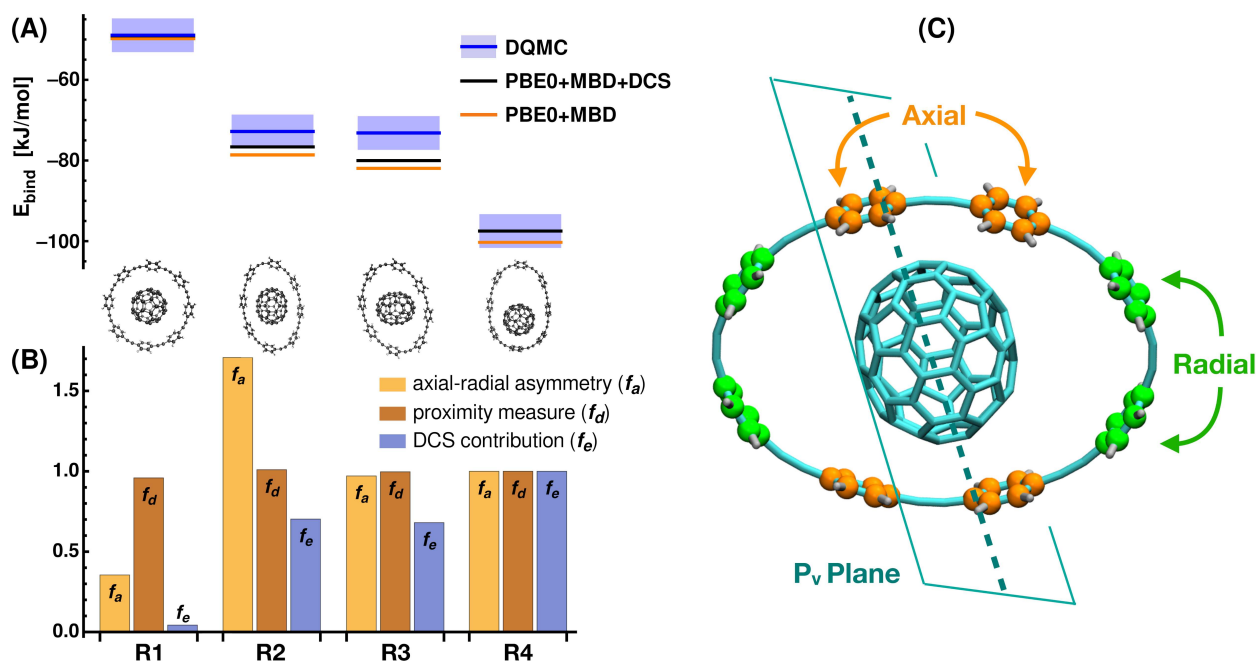 (A)
E_bind [kJ/mol]
−60
−80
−100
DQMC
PBE0+MBD+DCS
PBE0+MBD
(B)
1.5
1.0
0.5
0.0
axial-radial asymmetry (f_a)
proximity measure (f_d)
DCS contribution (f_e)
f_a
f_d
f_e
f_a
f_d
f_e
f_a
f_d
f_e
f_a
f_d
f_e
R1
R2
R3
R4
(C)
Axial
Radial
P_v Plane